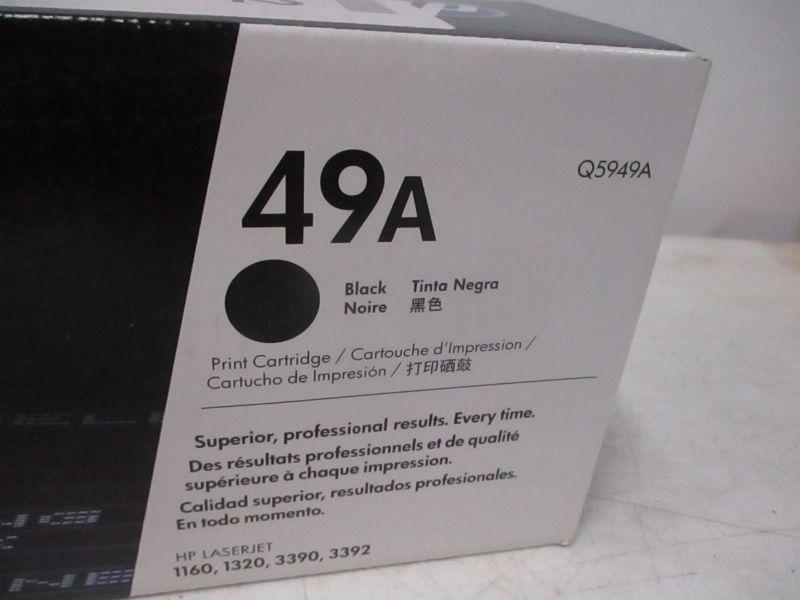 49A
Q5949A
Black Tinta Negra
Noire 黑色
Print Cartridge / Cartouche d'Impression /
Cartucho de Impresión / 打印硒鼓
Superior, professional results. Every time.
Des résultats professionnels et de qualité
supérieure à chaque impression.
Calidad superior, resultados profesionales.
En todo momento.
HP LASERJET
1160, 1320, 3390, 3392